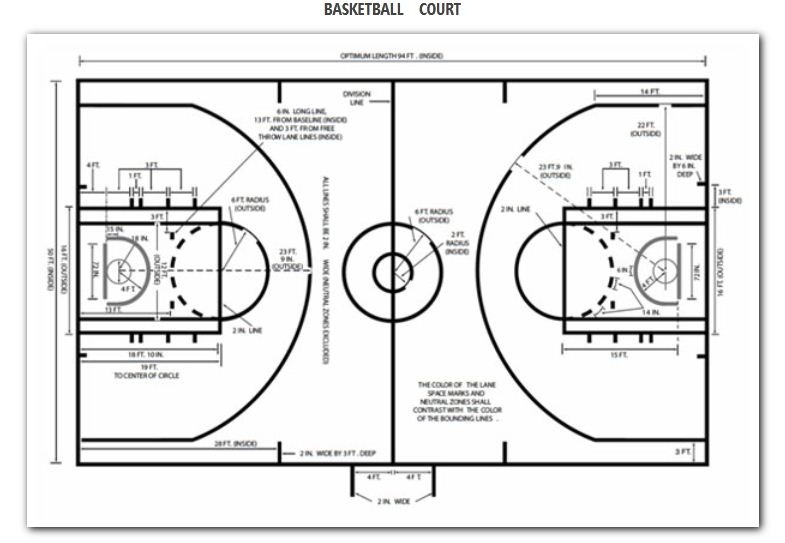 BASKETBALL COURT
OPTIMUM LENGTH 94 FT. (INSIDE)
DIVISION
LINE
14 FT.
6 IN. LONG LINE,
13 FT. FROM BASELINE (INSIDE)
AND 3 FT. FROM FREE
THROW LANE LINES (INSIDE)
22 FT
(OUTSIDE)
4 FT.
3 FT.
1 FT.
23 FT. 9 IN.
(OUTSIDE)
3 FT.
1 FT.
2 IN. WIDE
BY 6 IN.
DEEP
3 FT.
(INSIDE)
ALL LINES SHALL BE 2 IN. WIDE (NEUTRAL ZONES EXCLUDED)
6 FT. RADIUS
(OUTSIDE)
6 FT. RADIUS
(OUTSIDE)
2 IN. LINE
3 FT.
3 FT.
15 IN.
18 IN.
2 FT.
RADIUS
(INSIDE)
23 FT.
9 IN.
(OUTSIDE)
50 FT. (INSIDE)
16 FT. (OUTSIDE)
72 IN.
4 FT.
12 FT.
(OUTSIDE)
13 FT.
6 IN.
4 FT.
72 IN.
16 FT. (OUTSIDE)
14 IN.
2 IN. LINE
18 FT. 10 IN.
15 FT.
19 FT.
TO CENTER OF CIRCLE
THE COLOR OF THE LANE
SPACE MARKS AND
NEUTRAL ZONES SHALL
CONTRAST WITH THE COLOR
OF THE BOUNDING LINES .
28 FT. (INSIDE)
2 IN. WIDE BY 3 FT. DEEP
3 FT.
4 FT.
4 FT.
2 IN. WIDE